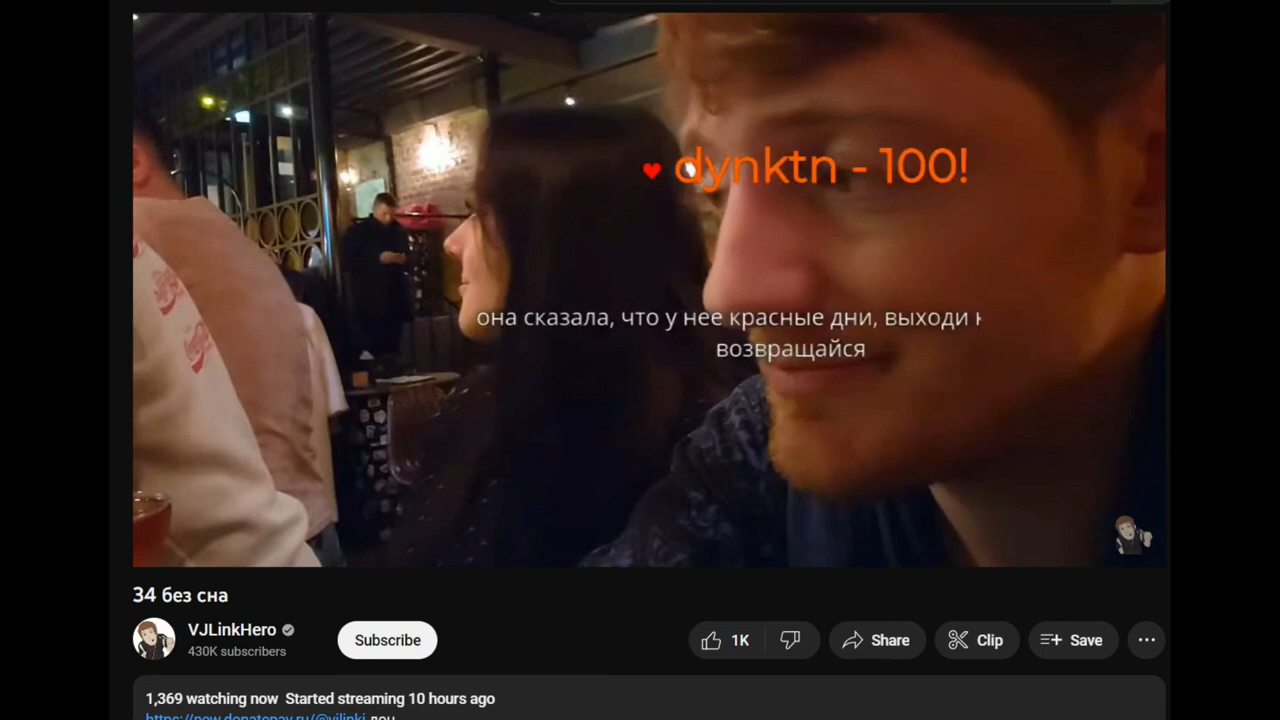 dynktn - 100!
она сказала, что у нее красные дни, выходи
возвращайся
34 без сна
VJLinkHero
430K subscribers
Subscribe
1K
Share
Clip
Save
1,369 watching now Started streaming 10 hours ago